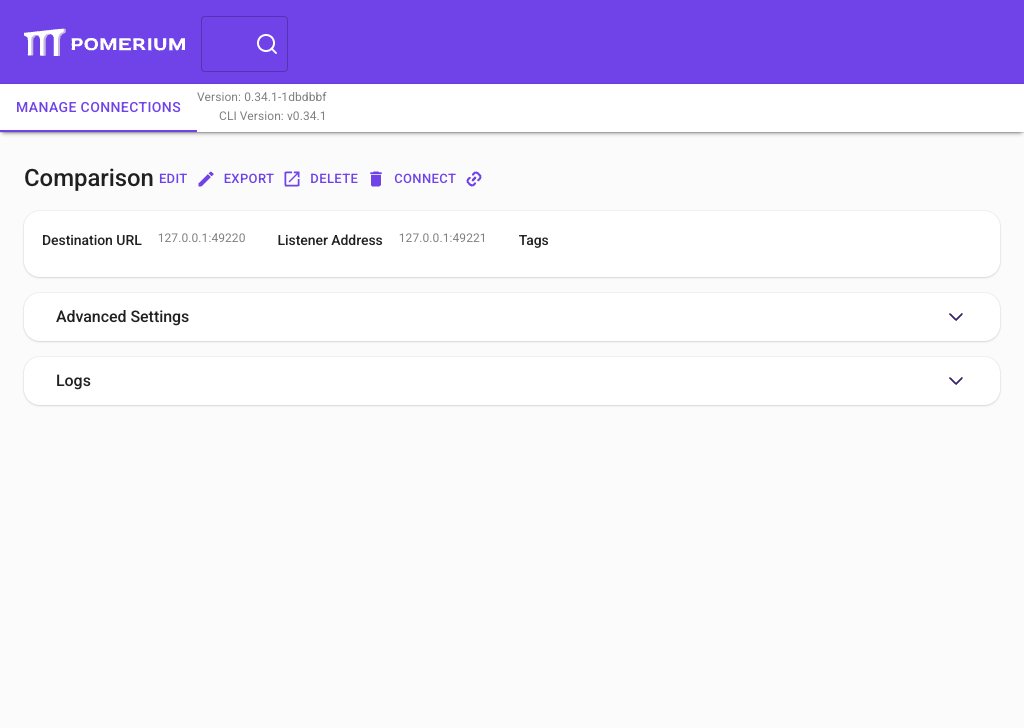 POMERIUM
MANAGE CONNECTIONS
Version: 0.34.1-1dbdbbf
CLI Version: v0.34.1
Comparison EDIT EXPORT DELETE CONNECT
Destination URL 127.0.0.1:49220 Listener Address 127.0.0.1:49221 Tags
Advanced Settings
Logs